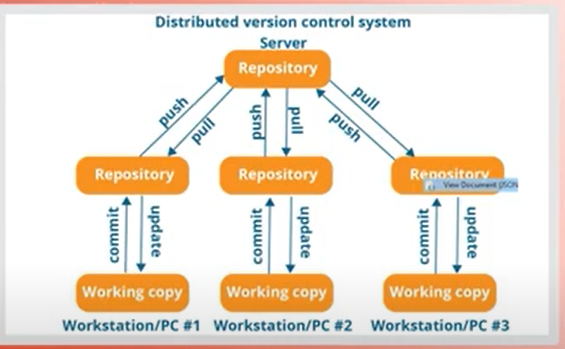 Distributed version control system
Server
Repository
push
pull
push
pull
push
pull
Repository
Repository
Repository
View Document (JSON
commit
update
commit
update
commit
update
Working copy
Working copy
Working copy
Workstation/PC #1
Workstation/PC #2
Workstation/PC #3